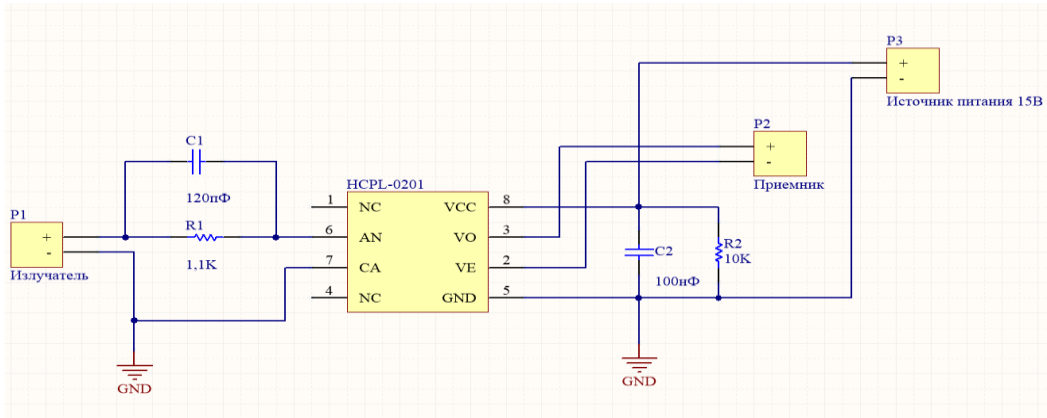 P3
+
-
Источник питания 15В
P2
+
-
Приемник
C1
120пФ
R1
1,1K
P1
+
-
Излучатель
GND
HCPL-0201
1 NC VCC 8
6 AN VO 3
7 CA VE 2
4 NC GND 5
C2
100нФ
R2
10K
GND